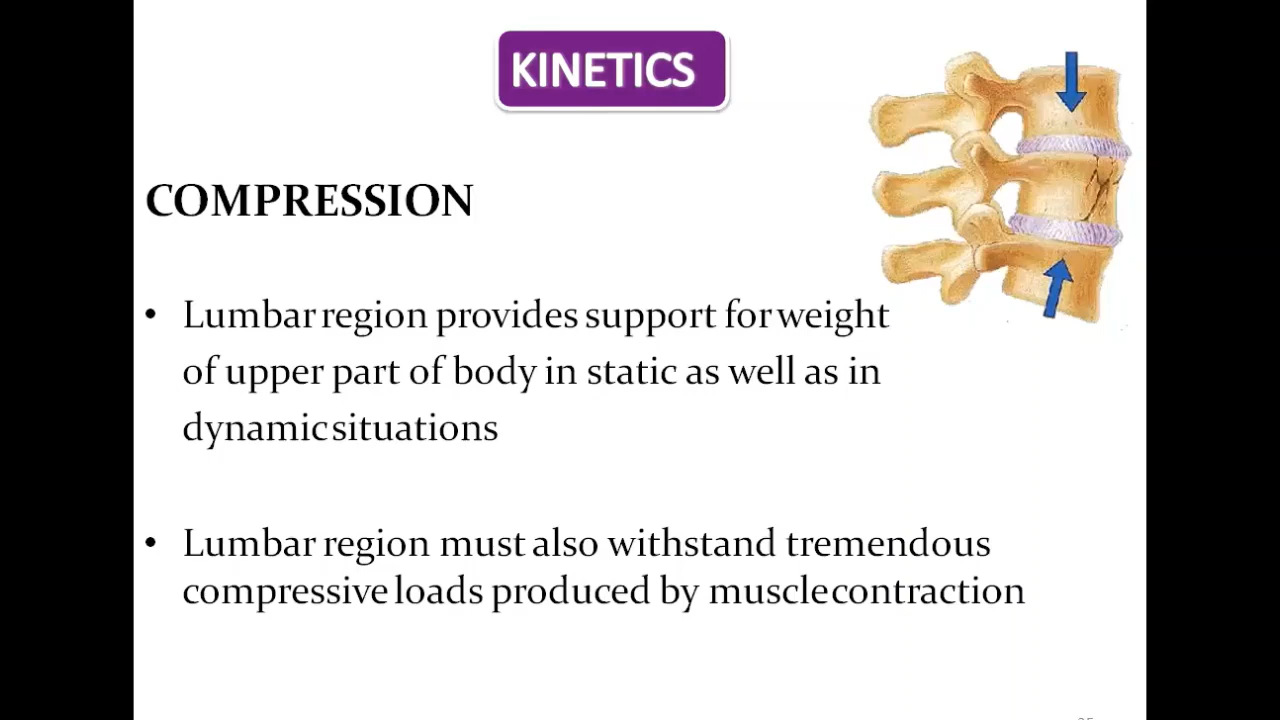 KINETICS
COMPRESSION
• Lumbar region provides support for weight
of upper part of body in static as well as in
dynamic situations
• Lumbar region must also withstand tremendous
compressive loads produced by muscle contraction